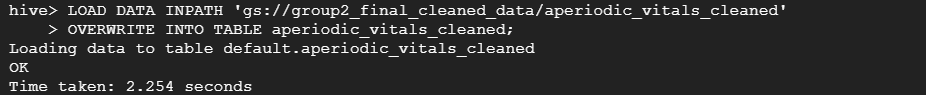 hive> LOAD DATA INPATH 'gs://group2_final_cleaned_data/aperiodic_vitals_cleaned'
    > OVERWRITE INTO TABLE aperiodic_vitals_cleaned;
Loading data to table default.aperiodic_vitals_cleaned
OK
Time taken: 2.254 seconds